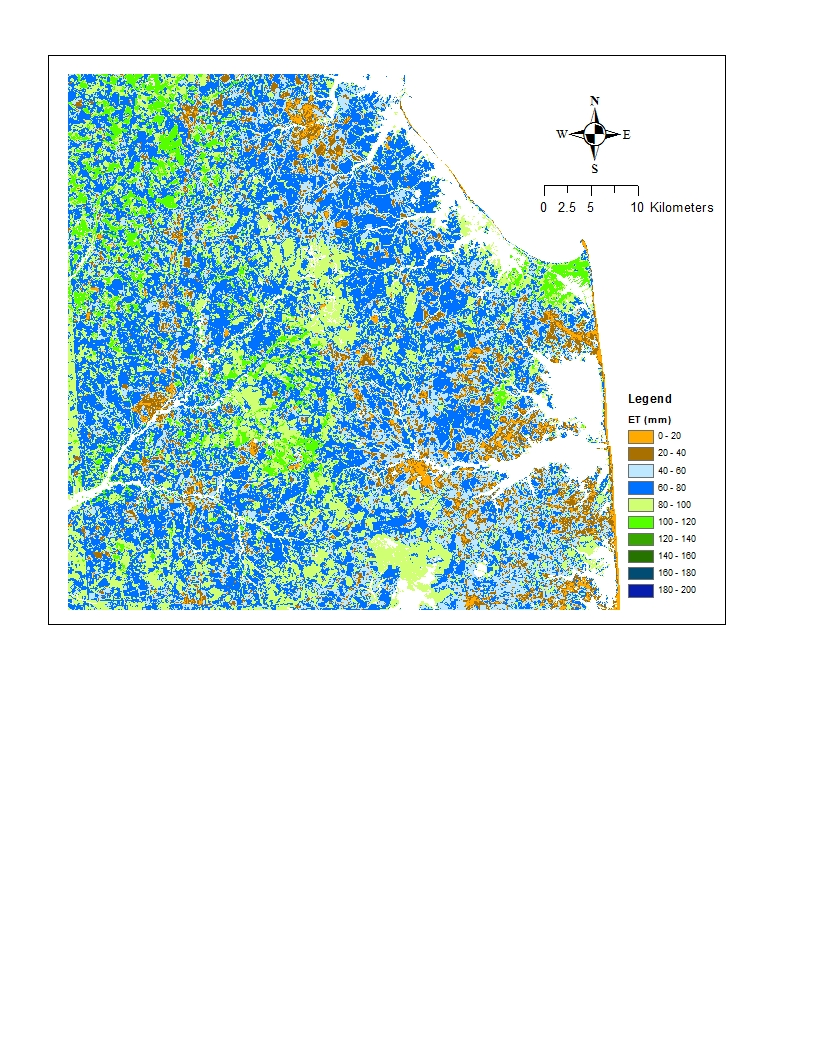 N
W E
S
0 2.5 5 10 Kilometers
Legend
ET (mm)
0 - 20
20 - 40
40 - 60
60 - 80
80 - 100
100 - 120
120 - 140
140 - 160
160 - 180
180 - 200